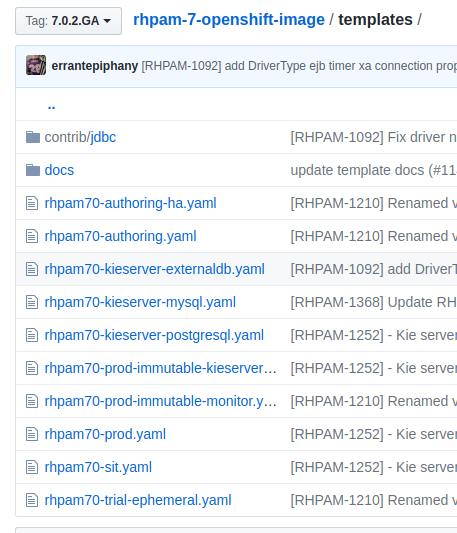 Tag: 7.0.2.GA rhpam-7-openshift-image / templates /
errantepiphany [RHPAM-1092] add DriverType ejb timer xa connection prop
..
contrib/jdbc [RHPAM-1092] Fix driver n
docs update template docs (#11
rhpam70-authoring-ha.yaml [RHPAM-1210] Renamed v
rhpam70-authoring.yaml [RHPAM-1210] Renamed v
rhpam70-kieserver-externaldb.yaml [RHPAM-1092] add DriverT
rhpam70-kieserver-mysql.yaml [RHPAM-1368] Update RH
rhpam70-kieserver-postgresql.yaml [RHPAM-1252] - Kie server
rhpam70-prod-immutable-kieserver… [RHPAM-1252] - Kie server
rhpam70-prod-immutable-monitor.y… [RHPAM-1210] Renamed v
rhpam70-prod.yaml [RHPAM-1252] - Kie server
rhpam70-sit.yaml [RHPAM-1252] - Kie server
rhpam70-trial-ephemeral.yaml [RHPAM-1210] Renamed v